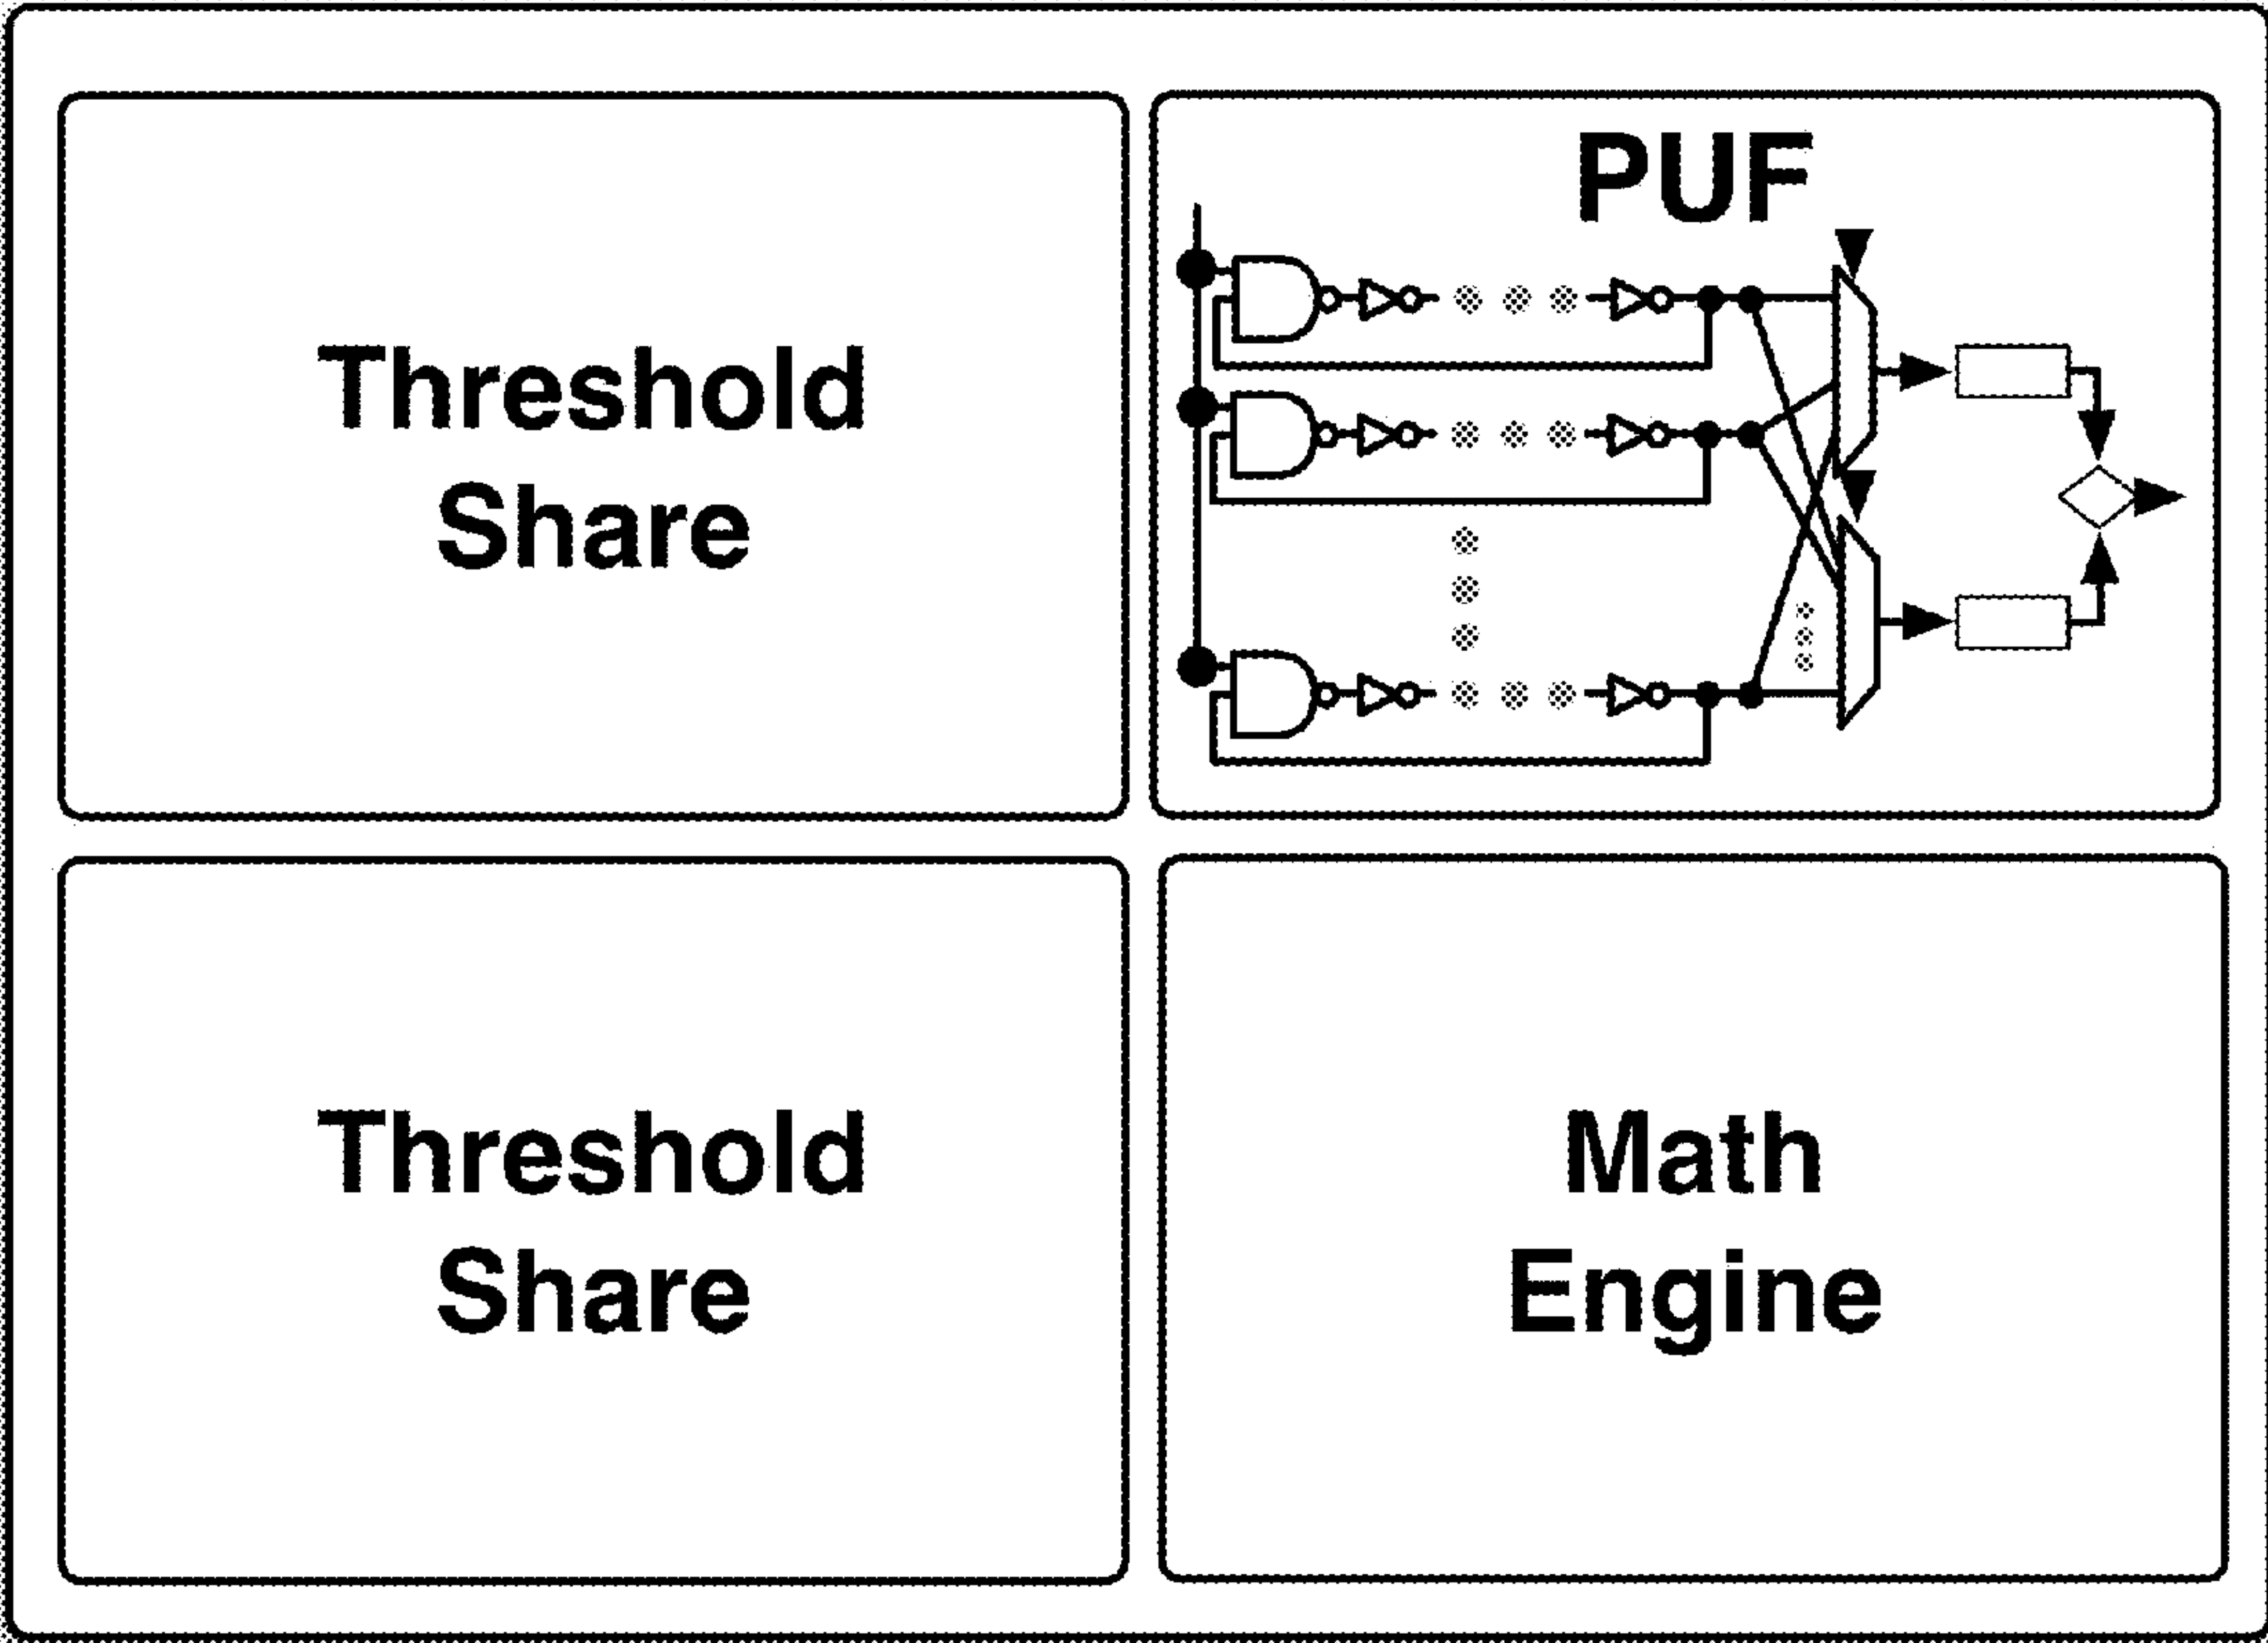 Threshold
Share
PUF
Threshold
Share
Math
Engine